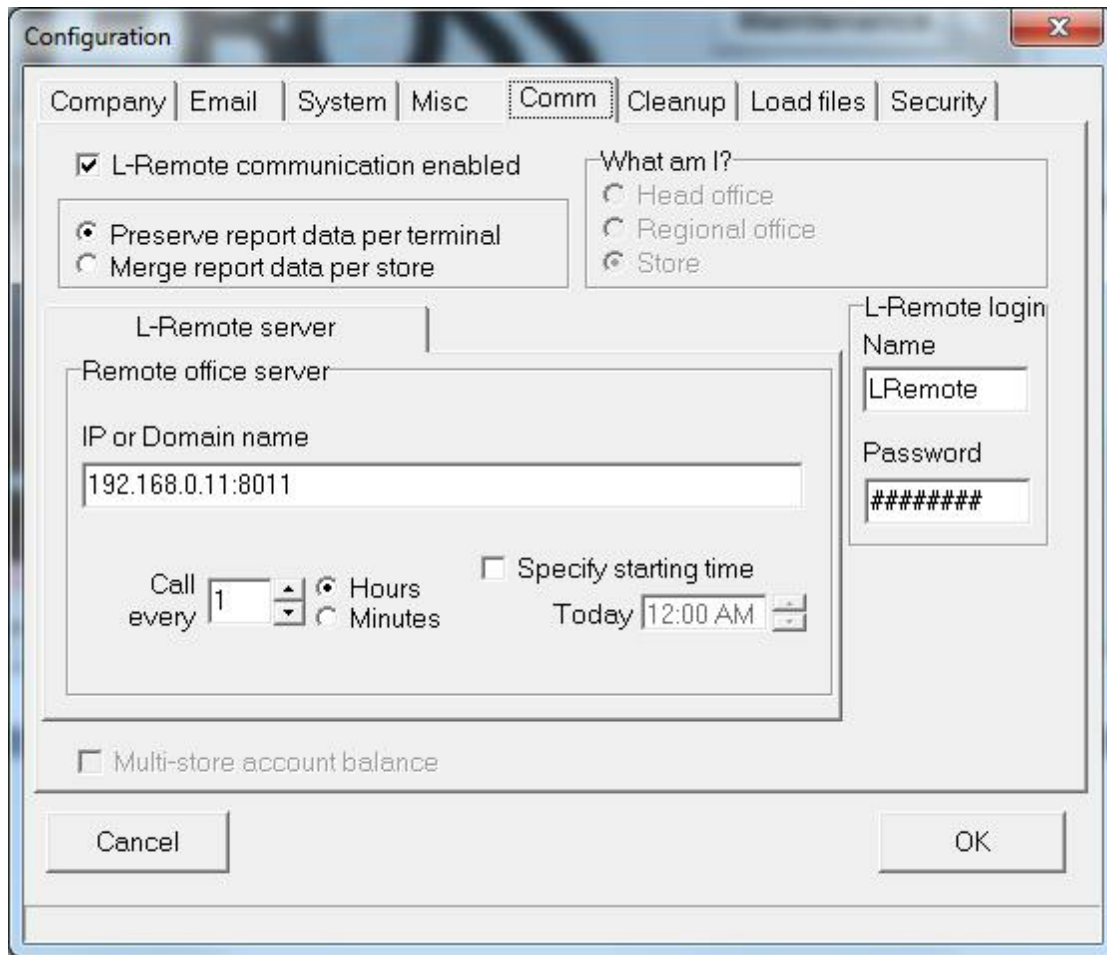 Configuration
Maintenance
Company Email System Misc Comm Cleanup Load files Security
L-Remote communication enabled
Preserve report data per terminal
Merge report data per store
What am I?
Head office
Regional office
Store
L-Remote server
Remote office server
IP or Domain name
192.168.0.11:8011
Call every 1 Hours
Minutes
Specify starting time
Today 12:00 AM
L-Remote login
Name
LRemote
Password
########
Multi-store account balance
Cancel
OK